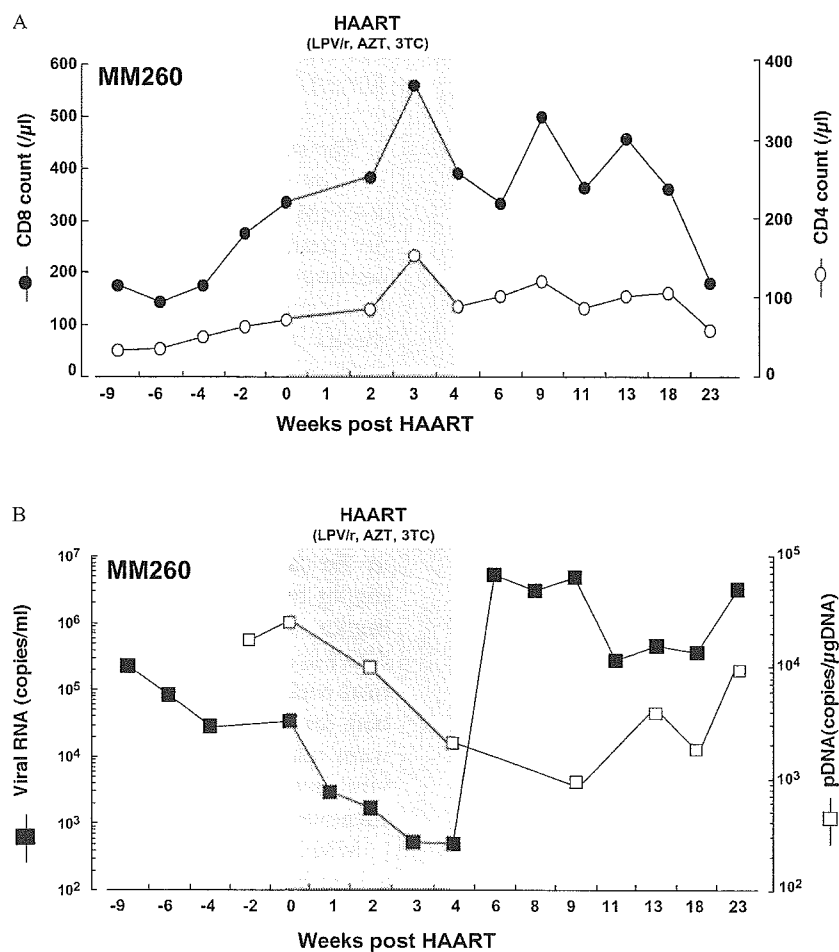 A
HAART
(LPV/r, AZT, 3TC)
MM260
600
500
400
300
200
100
0
CD8 count (/µl)
400
300
200
100
0
CD4 count (/µl)
-9 -6 -4 -2 0 1 2 3 4 6 9 11 13 18 23
Weeks post HAART
B
HAART
(LPV/r, AZT, 3TC)
MM260
10⁷
10⁶
10⁵
10⁴
10³
10²
Viral RNA (copies/ml)
10⁵
10⁴
10³
10²
pDNA(copies/µgDNA)
-9 -6 -4 -2 0 1 2 3 4 6 8 9 11 13 18 23
Weeks post HAART